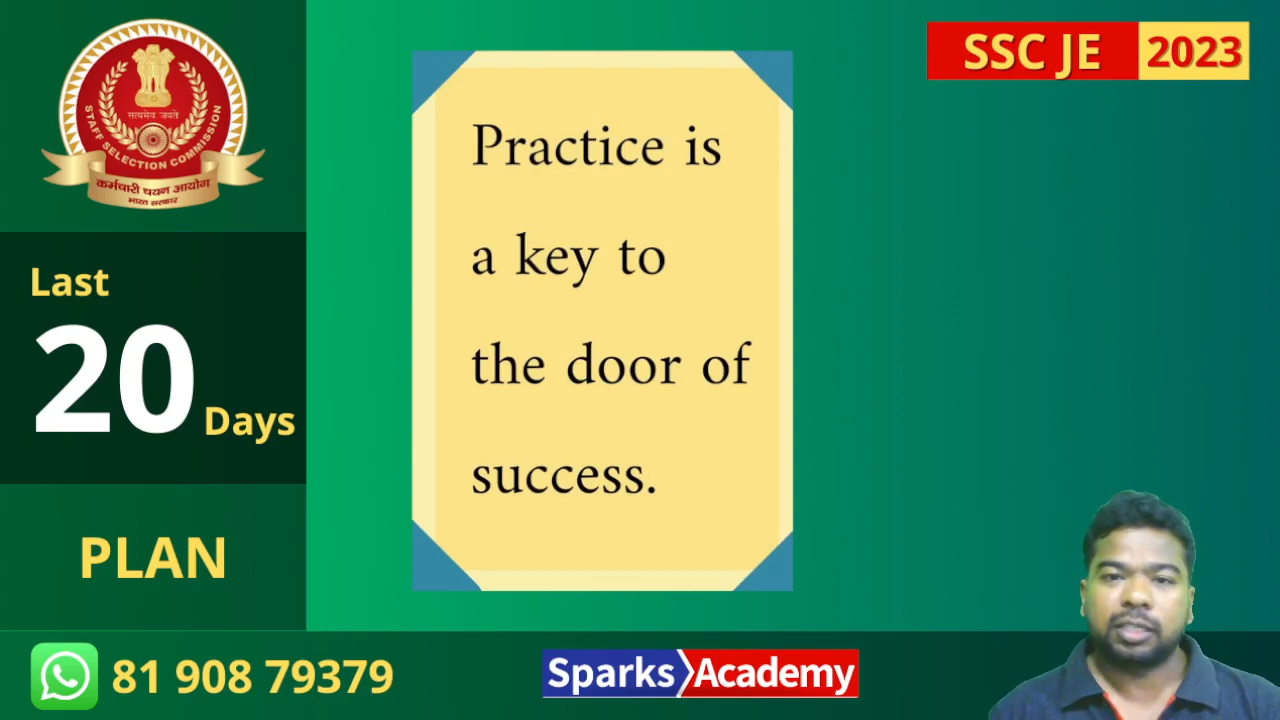 सत्यमेव जयते
STAFF SELECTION COMMISSION
कर्मचारी चयन आयोग
भारत सरकार
Last
20
Days
PLAN
Practice is
a key to
the door of
success.
SSC JE 2023
81 908 79379
Sparks Academy